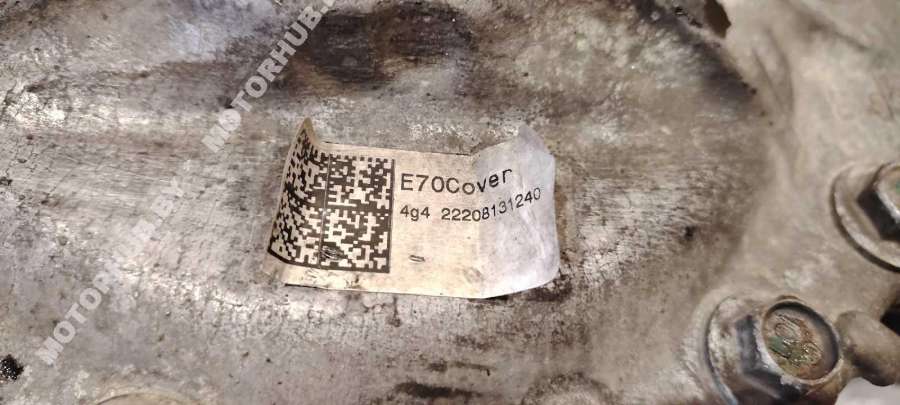 MOTORHUB.BY
MOTORHUB.BY
E70Cover
4g4 22208131240